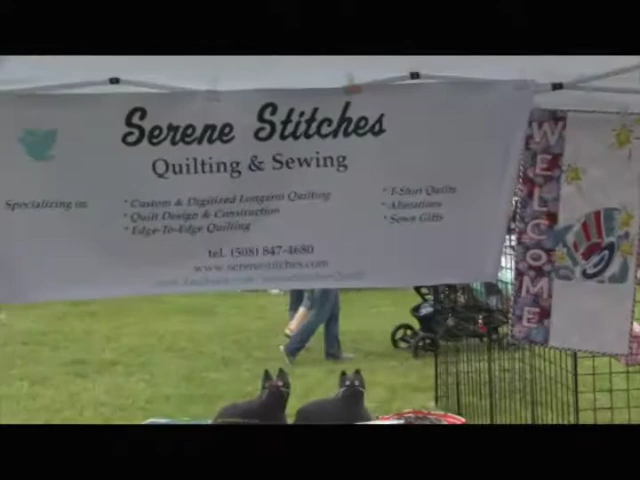 Serene Stitches
Quilting & Sewing
Specializing in:
* Custom & Digitized Longarm Quilting
* Quilt Design & Construction
* Edge-To-Edge Quilting
* T-Shirt Quilts
* Alterations
* Sewn Gifts
tel. (508) 847-4680
www.serenestitches.com
WELCOME